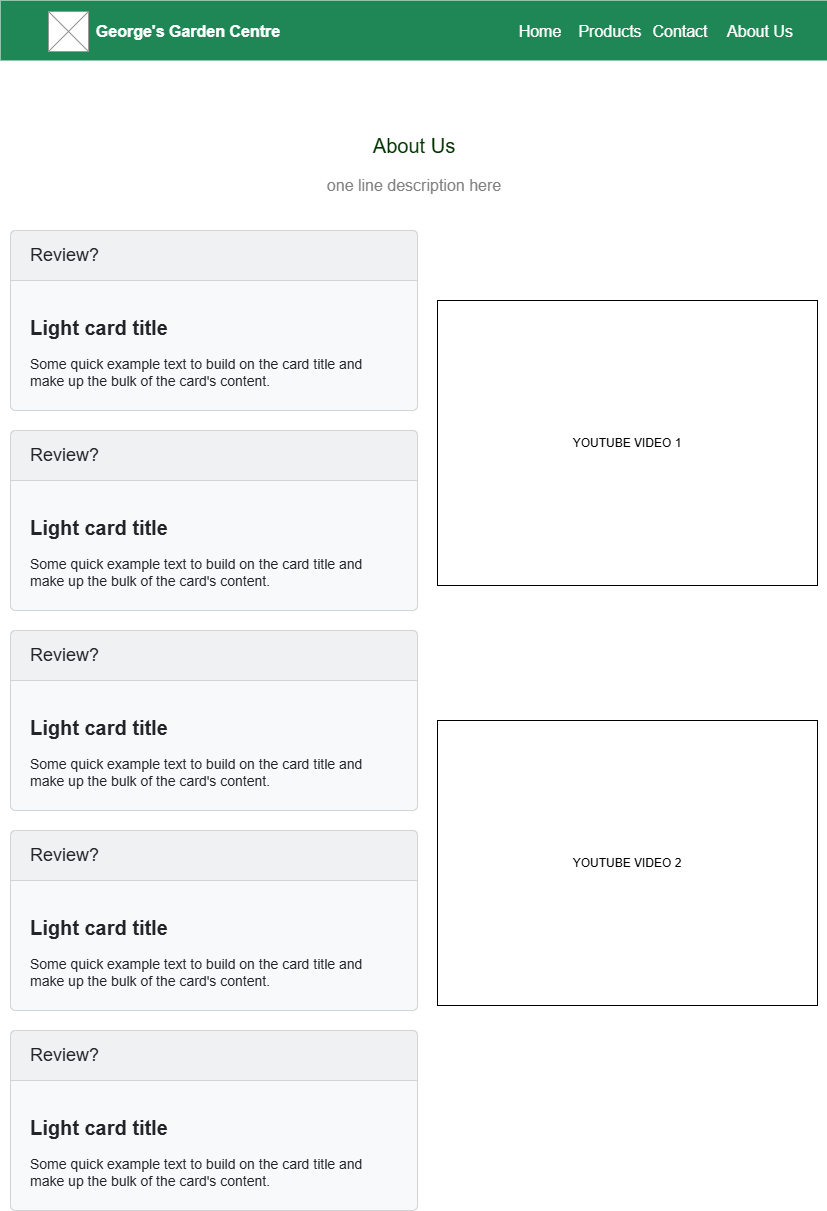 George's Garden Centre
Home Products Contact About Us
About Us
one line description here
Review?
Light card title
Some quick example text to build on the card title and
make up the bulk of the card's content.
Review?
Light card title
Some quick example text to build on the card title and
make up the bulk of the card's content.
Review?
Light card title
Some quick example text to build on the card title and
make up the bulk of the card's content.
Review?
Light card title
Some quick example text to build on the card title and
make up the bulk of the card's content.
Review?
Light card title
Some quick example text to build on the card title and
make up the bulk of the card's content.
YOUTUBE VIDEO 1
YOUTUBE VIDEO 2